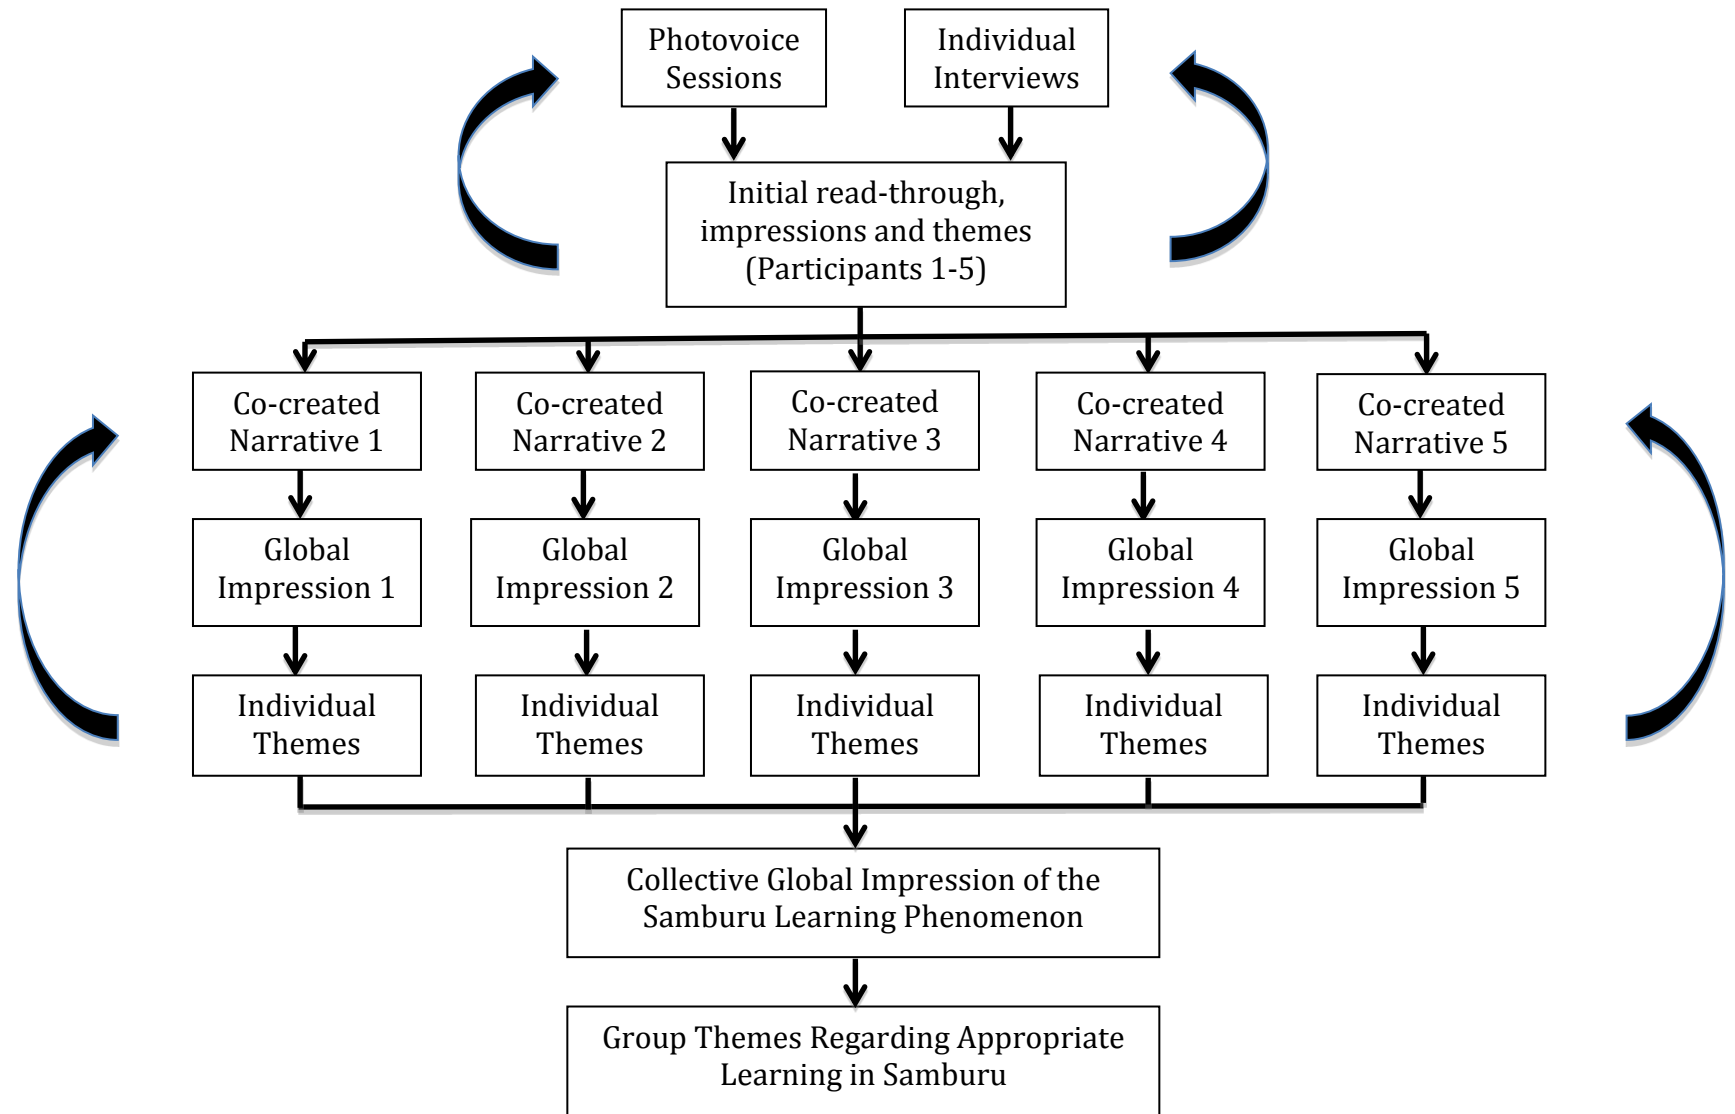 Photovoice
Sessions
Individual
Interviews
Initial read-through,
impressions and themes
(Participants 1-5)
Co-created
Narrative 1
Co-created
Narrative 2
Co-created
Narrative 3
Co-created
Narrative 4
Co-created
Narrative 5
Global
Impression 1
Global
Impression 2
Global
Impression 3
Global
Impression 4
Global
Impression 5
Individual
Themes
Individual
Themes
Individual
Themes
Individual
Themes
Individual
Themes
Collective Global Impression of the
Samburu Learning Phenomenon
Group Themes Regarding Appropriate
Learning in Samburu